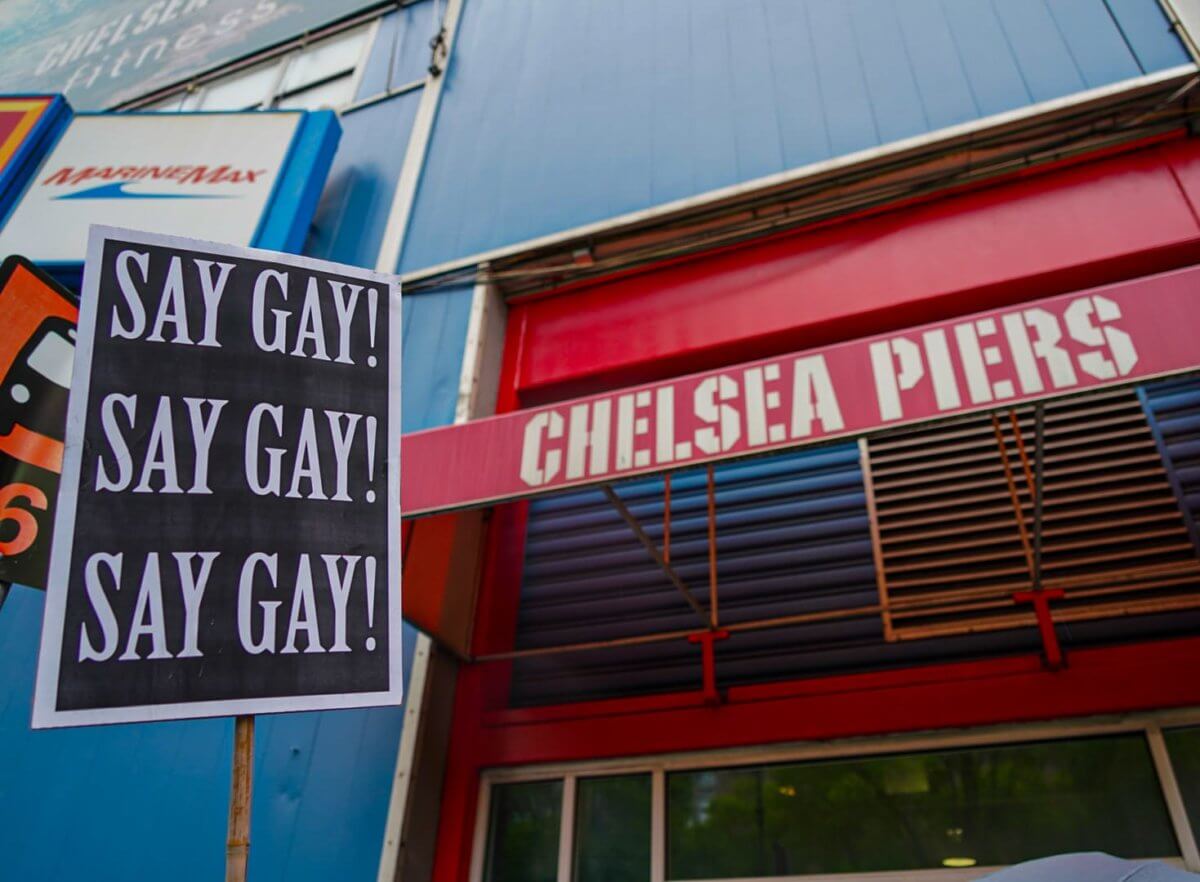 CHELSEA
fitness
MARINEMAX
SAY GAY!
SAY GAY!
SAY GAY!
CHELSEA PIERS
6